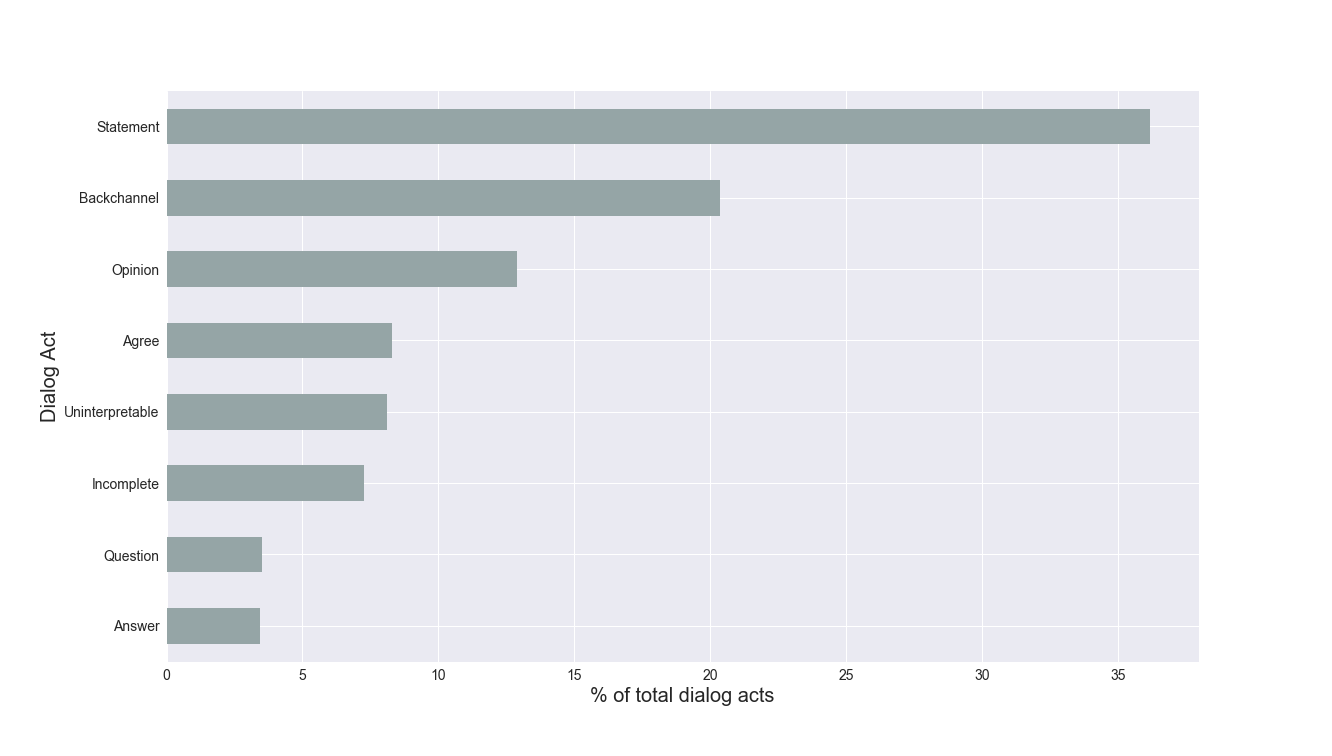 Statement
Backchannel
Opinion
Agree
Uninterpretable
Incomplete
Question
Answer
Dialog Act
0 5 10 15 20 25 30 35
% of total dialog acts